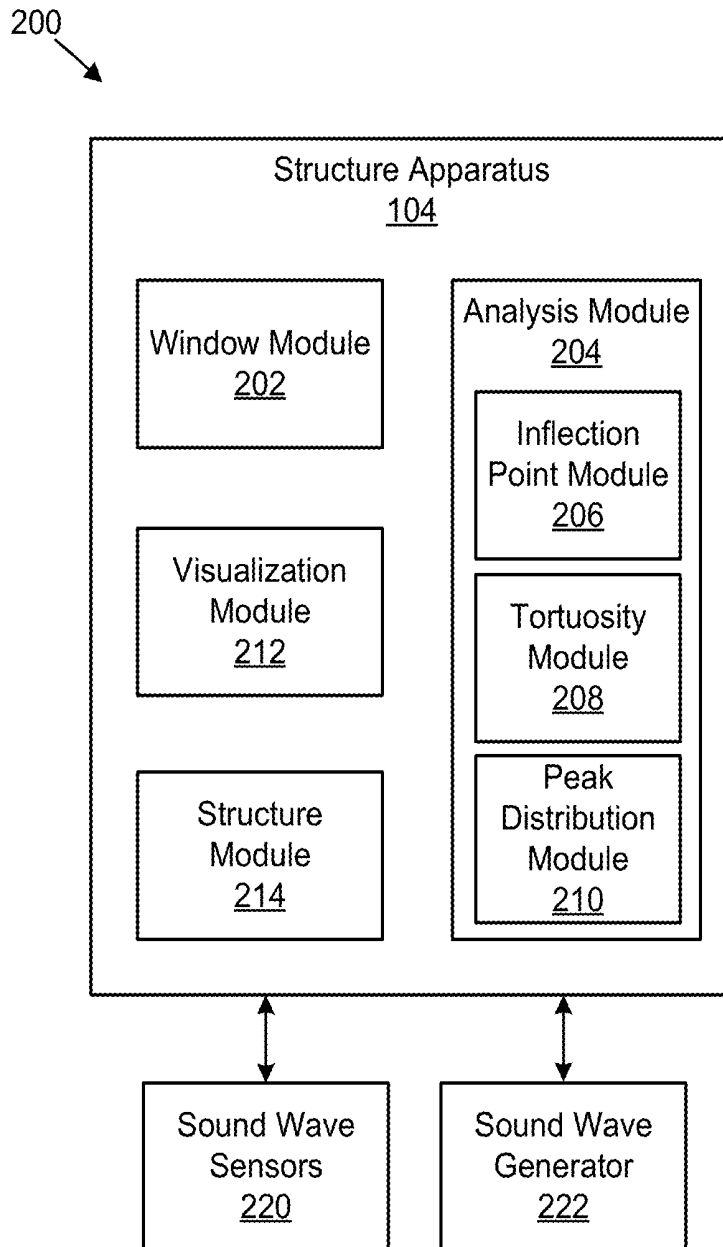 200
Structure Apparatus
104
Window Module
202
Visualization
Module
212
Structure
Module
214
Analysis Module
204
Inflection
Point Module
206
Tortuosity
Module
208
Peak
Distribution
Module
210
Sound Wave
Sensors
220
Sound Wave
Generator
222